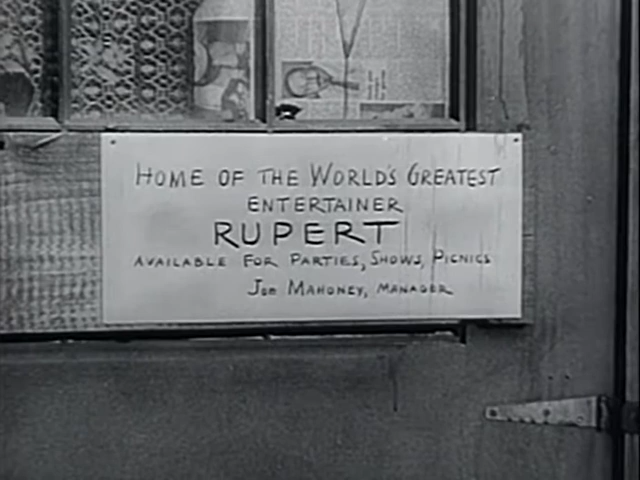 HOME OF THE WORLD'S GREATEST
ENTERTAINER
RUPERT
AVAILABLE FOR PARTIES, SHOWS, PICNICS
JOE MAHONEY, MANAGER